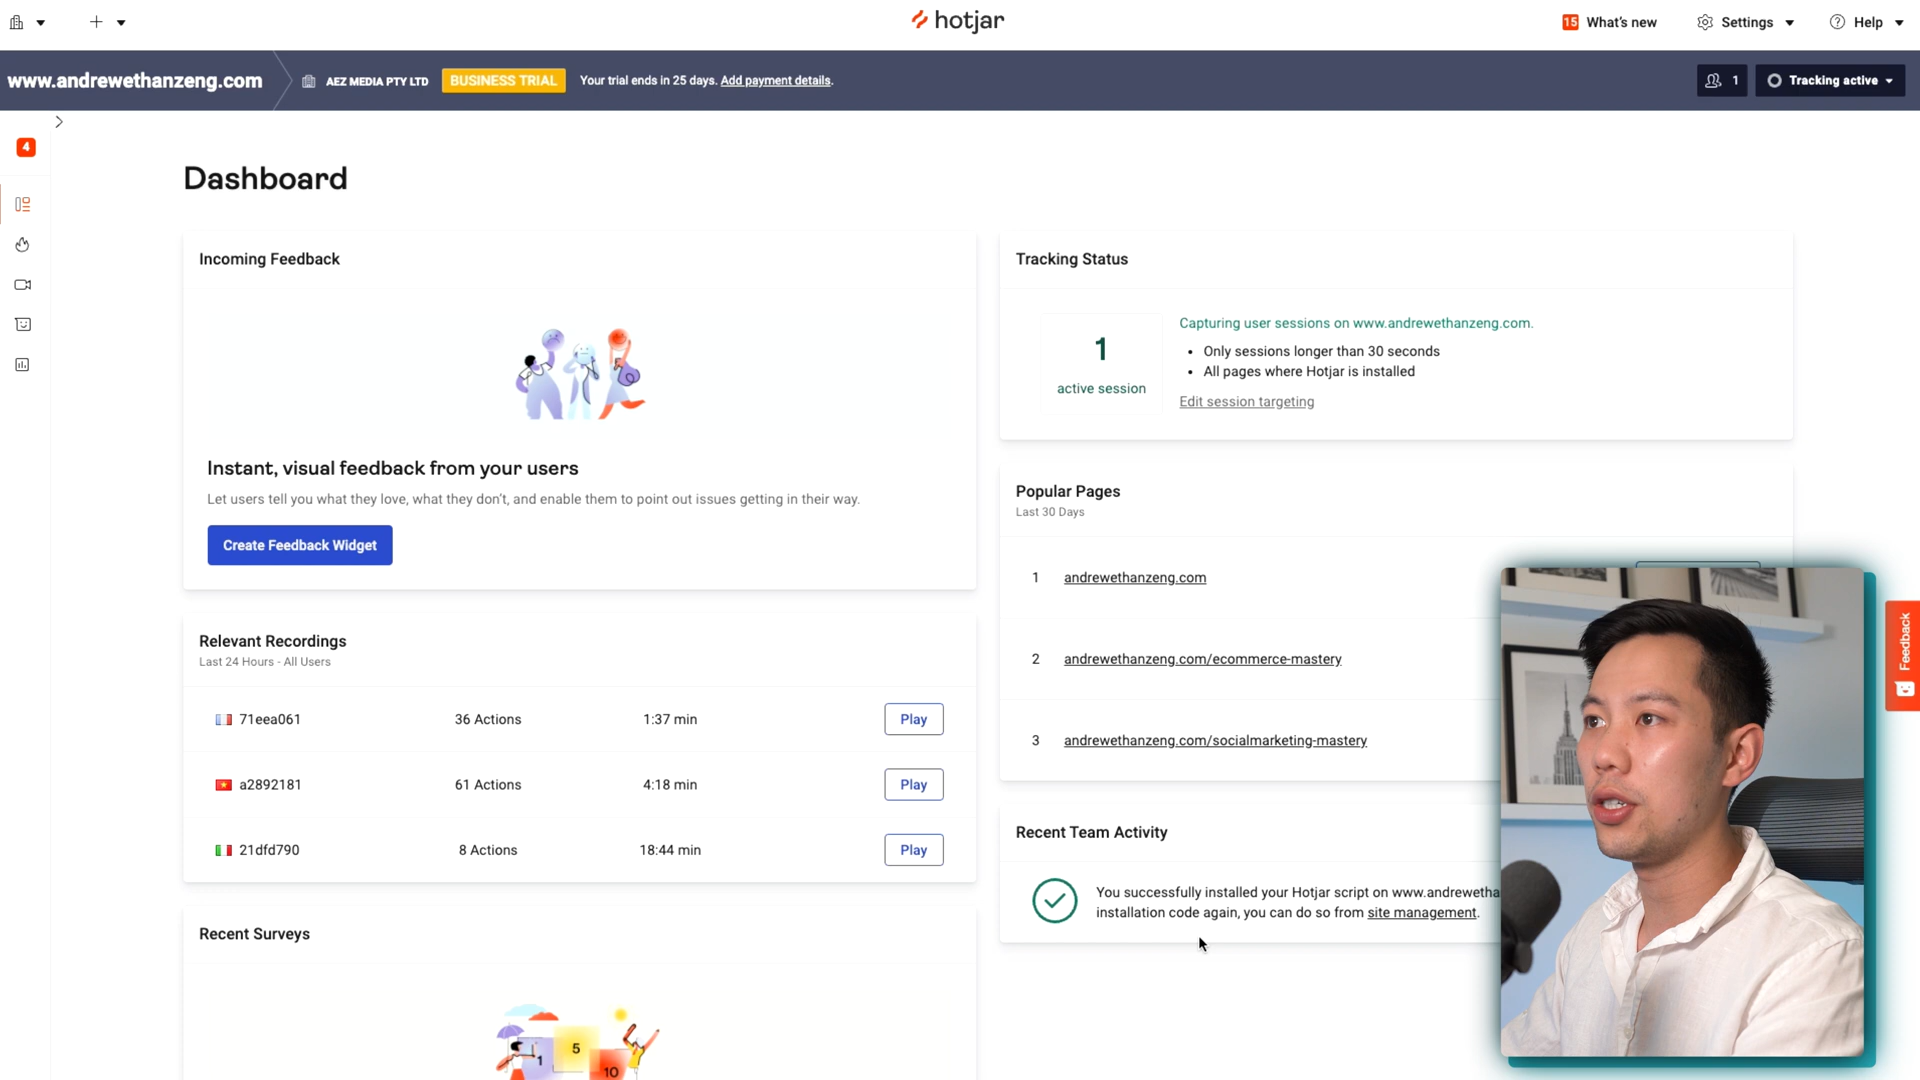 hotjar
15 What's new
Settings
Help
www.andrewethanzeng.com
AEZ MEDIA PTY LTD
BUSINESS TRIAL
Your trial ends in 25 days. Add payment details.
1
Tracking active
4
Dashboard
Incoming Feedback
Instant, visual feedback from your users
Let users tell you what they love, what they don't, and enable them to point out issues getting in their way.
Create Feedback Widget
Relevant Recordings
Last 24 Hours - All Users
71eea061 36 Actions 1:37 min Play
a2892181 61 Actions 4:18 min Play
21dfd790 8 Actions 18:44 min Play
Recent Surveys
1
5
10
Tracking Status
1
active session
Capturing user sessions on www.andrewethanzeng.com.
• Only sessions longer than 30 seconds
• All pages where Hotjar is installed
Edit session targeting
Popular Pages
Last 30 Days
1 andrewethanzeng.com
2 andrewethanzeng.com/ecommerce-mastery
3 andrewethanzeng.com/socialmarketing-mastery
Recent Team Activity
You successfully installed your Hotjar script on www.andrewetha
installation code again, you can do so from site management.
Feedback